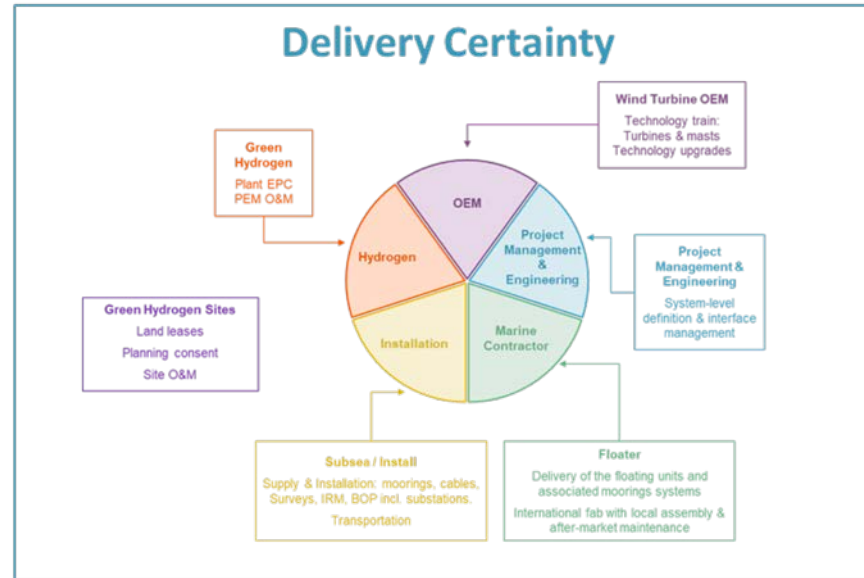 Delivery Certainty
Wind Turbine OEM
Technology train:
Turbines & masts
Technology upgrades
Green
Hydrogen
Plant EPC
PEM O&M
OEM
Hydrogen
Project
Management
&
Engineering
Project
Management &
Engineering
System-level
definition & interface
management
Green Hydrogen Sites
Land leases
Planning consent
Site O&M
Installation
Marine
Contractor
Subsea / Install
Supply & Installation: moorings, cables,
Surveys, IRM, BOP incl. substations.
Transportation
Floater
Delivery of the floating units and
associated moorings systems
International fab with local assembly &
after-market maintenance